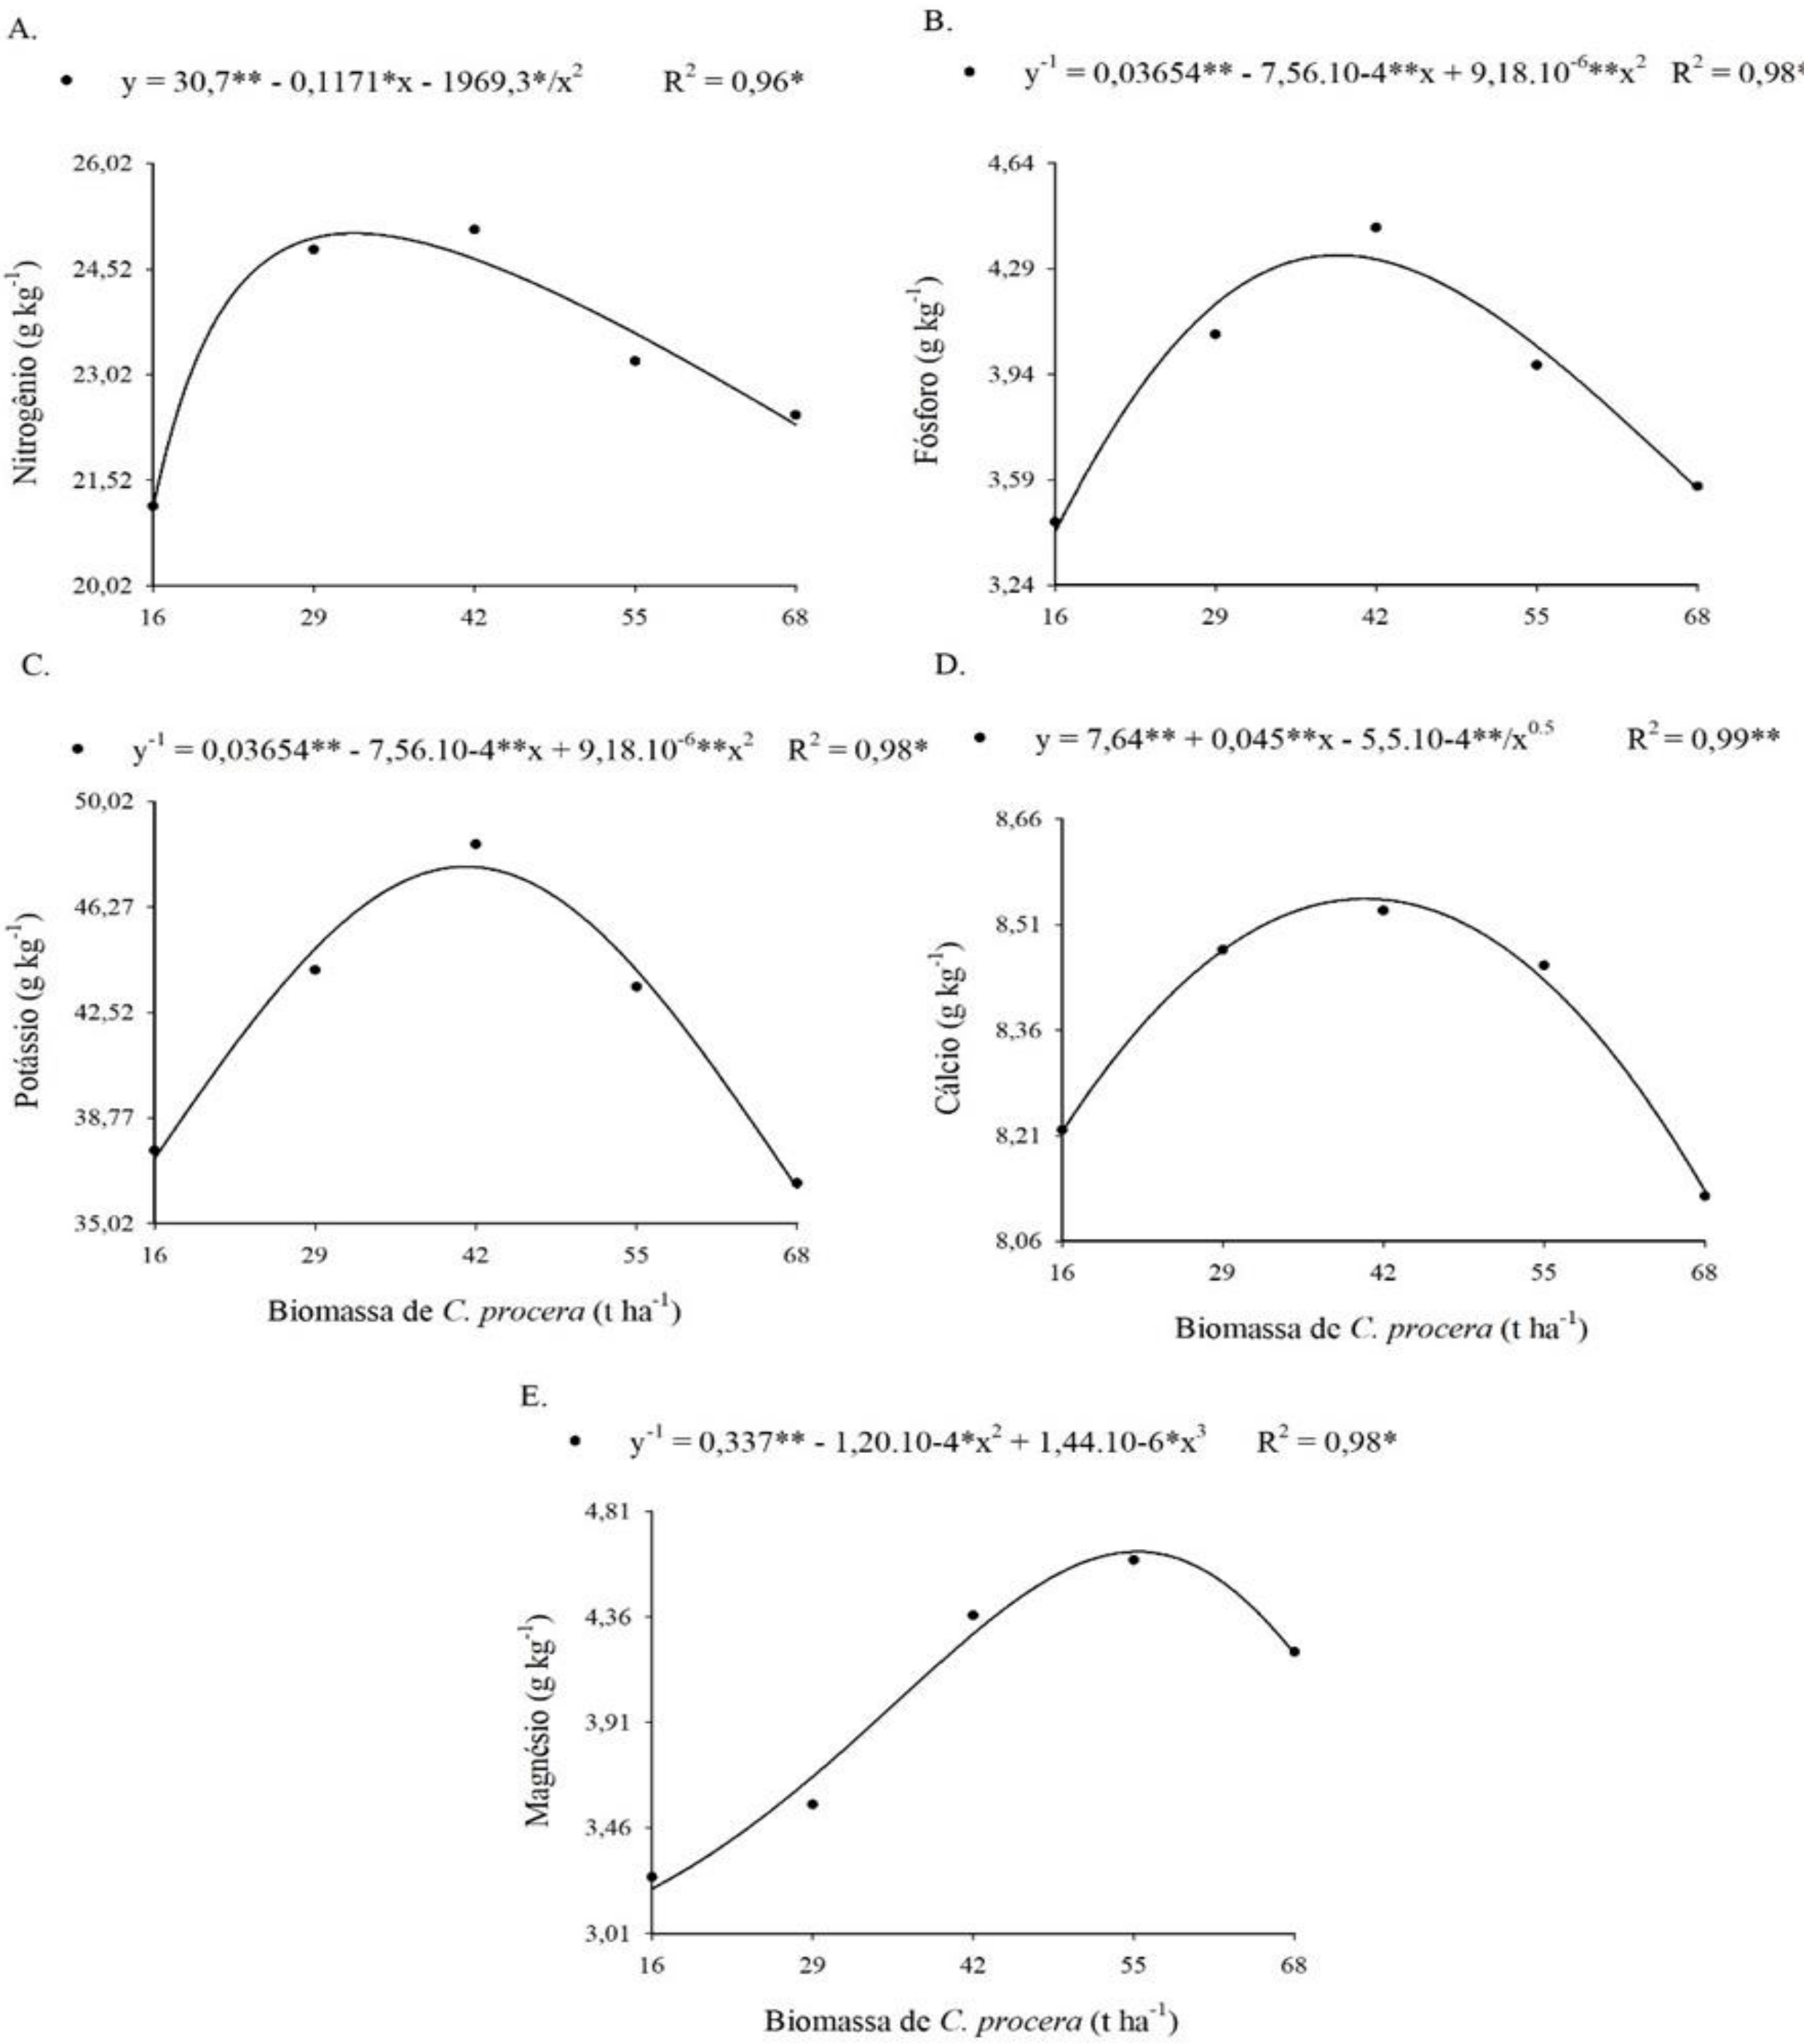 A.
y = 30,7** - 0,1171*x - 1969,3*/x² R² = 0,96*
26,02
24,52
23,02
21,52
20,02
Nitrogênio (g kg⁻¹)
16 29 42 55 68
B.
y⁻¹ = 0,03654** - 7,56.10-4**x + 9,18.10⁻⁶**x² R² = 0,98*
4,64
4,29
3,94
3,59
3,24
Fósforo (g kg⁻¹)
16 29 42 55 68
C.
y⁻¹ = 0,03654** - 7,56.10-4**x + 9,18.10⁻⁶**x² R² = 0,98*
50,02
46,27
42,52
38,77
35,02
Potássio (g kg⁻¹)
16 29 42 55 68
Biomassa de C. procera (t ha⁻¹)
D.
y = 7,64** + 0,045**x - 5,5.10-4**/x⁰·⁵ R² = 0,99**
8,66
8,51
8,36
8,21
8,06
Cálcio (g kg⁻¹)
16 29 42 55 68
Biomassa de C. procera (t ha⁻¹)
E.
y⁻¹ = 0,337** - 1,20.10-4*x² + 1,44.10-6*x³ R² = 0,98*
4,81
4,36
3,91
3,46
3,01
Magnésio (g kg⁻¹)
16 29 42 55 68
Biomassa de C. procera (t ha⁻¹)